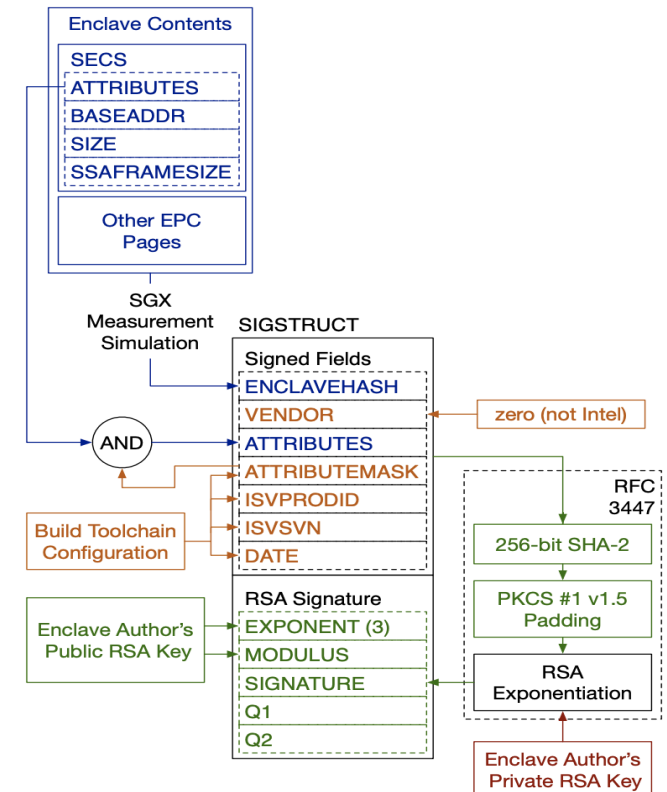 Enclave Contents
SECS
ATTRIBUTES
BASEADDR
SIZE
SSAFRAMESIZE
Other EPC
Pages
SGX
Measurement
Simulation
SIGSTRUCT
Signed Fields
ENCLAVEHASH
VENDOR
zero (not Intel)
AND
ATTRIBUTES
ATTRIBUTEMASK
ISVPRODID
ISVSVN
DATE
Build Toolchain
Configuration
RFC
3447
256-bit SHA-2
PKCS #1 v1.5
Padding
RSA
Exponentiation
RSA Signature
EXPONENT (3)
MODULUS
SIGNATURE
Q1
Q2
Enclave Author's
Public RSA Key
Enclave Author's
Private RSA Key